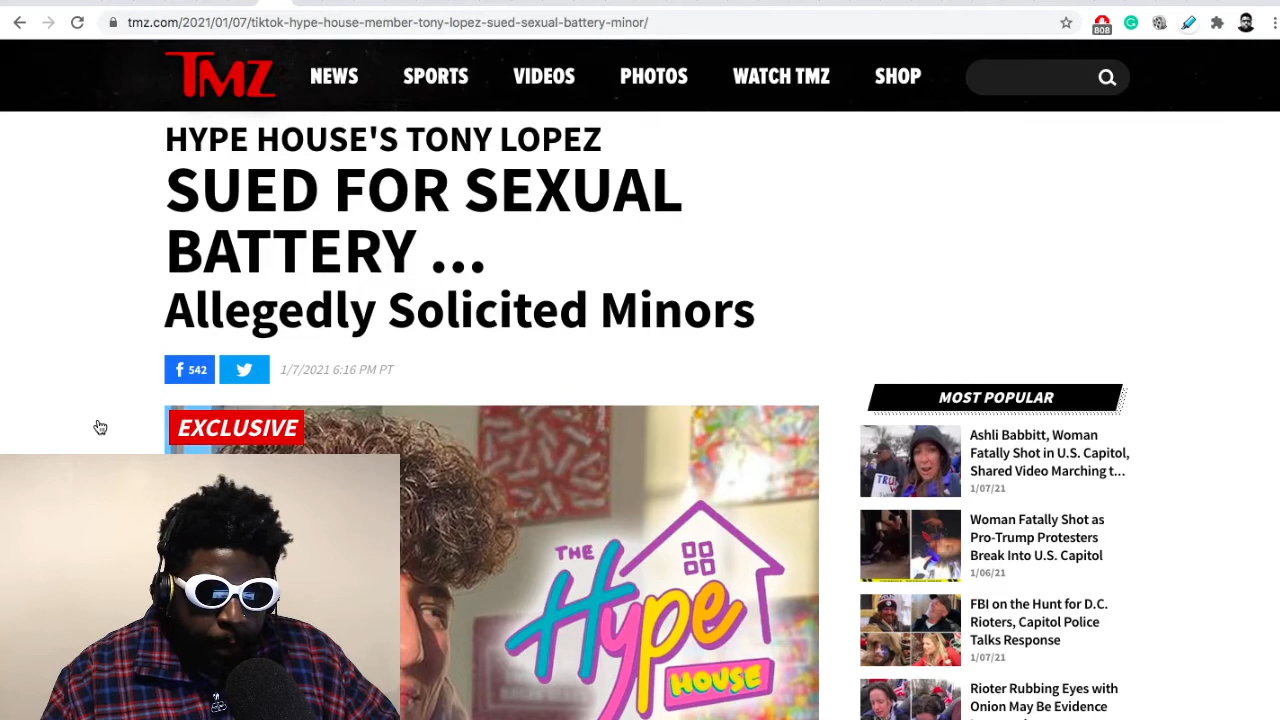 tmz.com/2021/01/07/tiktok-hype-house-member-tony-lopez-sued-sexual-battery-minor/
808
TMZ
NEWS
SPORTS
VIDEOS
PHOTOS
WATCH TMZ
SHOP
HYPE HOUSE'S TONY LOPEZ
SUED FOR SEXUAL
BATTERY ...
Allegedly Solicited Minors
f 542
1/7/2021 6:16 PM PT
EXCLUSIVE
THE
Hype
HOUSE
MOST POPULAR
Ashli Babbitt, Woman
Fatally Shot in U.S. Capitol,
Shared Video Marching t...
1/07/21
Woman Fatally Shot as
Pro-Trump Protesters
Break Into U.S. Capitol
1/06/21
FBI on the Hunt for D.C.
Rioters, Capitol Police
Talks Response
1/07/21
Rioter Rubbing Eyes with
Onion May Be Evidence